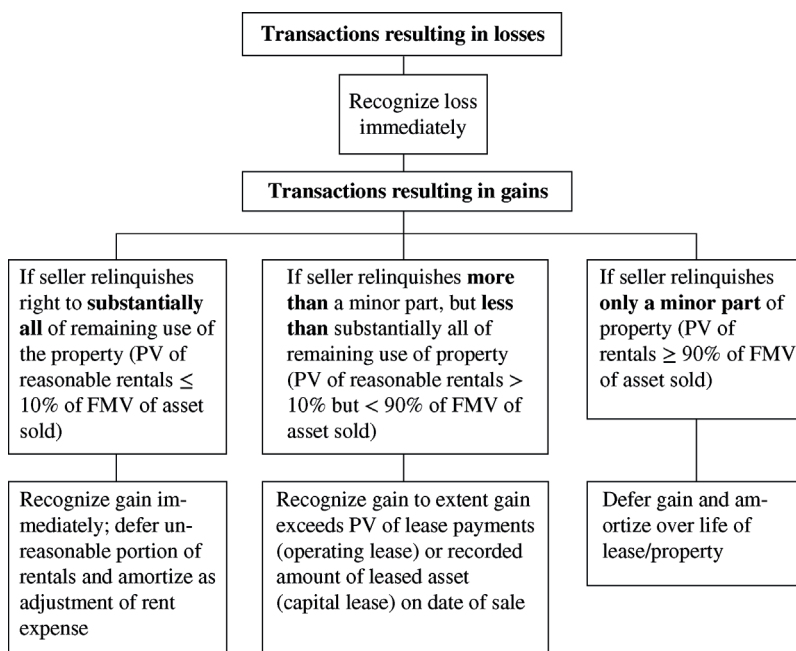 Transactions resulting in losses
Recognize loss
immediately
Transactions resulting in gains
If seller relinquishes
right to substantially
all of remaining use of
the property (PV of
reasonable rentals ≤
10% of FMV of asset
sold)
If seller relinquishes more
than a minor part, but less
than substantially all of
remaining use of property
(PV of reasonable rentals >
10% but < 90% of FMV of
asset sold)
If seller relinquishes
only a minor part of
property (PV of
rentals ≥ 90% of FMV
of asset sold)
Recognize gain im-
mediately; defer un-
reasonable portion of
rentals and amortize as
adjustment of rent
expense
Recognize gain to extent gain
exceeds PV of lease payments
(operating lease) or recorded
amount of leased asset
(capital lease) on date of sale
Defer gain and am-
ortize over life of
lease/property